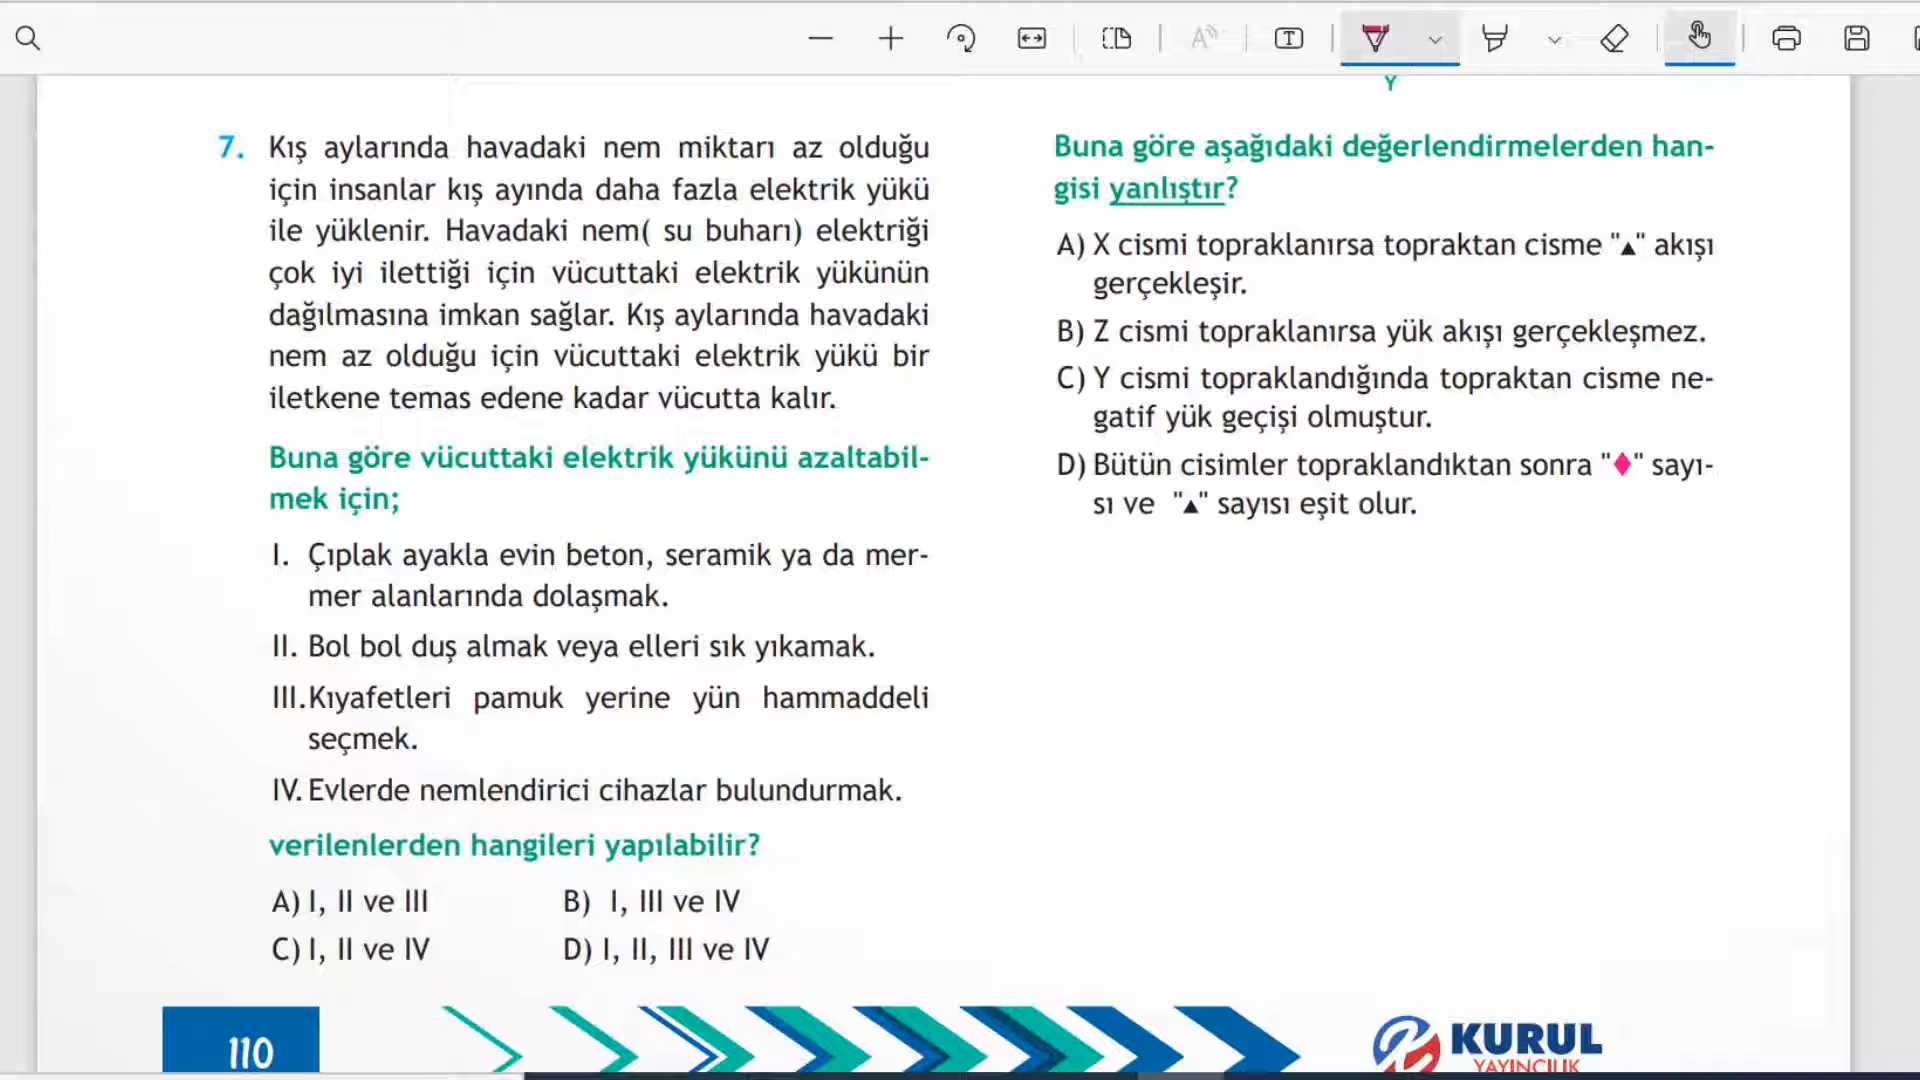 7. Kış aylarında havadaki nem miktarı az olduğu
için insanlar kış ayında daha fazla elektrik yükü
ile yüklenir. Havadaki nem( su buharı) elektriği
çok iyi ilettiği için vücuttaki elektrik yükünün
dağılmasına imkan sağlar. Kış aylarında havadaki
nem az olduğu için vücuttaki elektrik yükü bir
iletkene temas edene kadar vücutta kalır.
Buna göre vücuttaki elektrik yükünü azaltabil-
mek için;
I. Çıplak ayakla evin beton, seramik ya da mer-
mer alanlarında dolaşmak.
II. Bol bol duş almak veya elleri sık yıkamak.
III.Kıyafetleri pamuk yerine yün hammaddeli
seçmek.
IV. Evlerde nemlendirici cihazlar bulundurmak.
verilenlerden hangileri yapılabilir?
A) I, II ve III B) I, III ve IV
C) I, II ve IV D) I, II, III ve IV
110
Y
Buna göre aşağıdaki değerlendirmelerden han-
gisi yanlıştır?
A) X cismi topraklanırsa topraktan cisme "▲" akışı
gerçekleşir.
B) Z cismi topraklanırsa yük akışı gerçekleşmez.
C) Y cismi topraklandığında topraktan cisme ne-
gatif yük geçişi olmuştur.
D) Bütün cisimler topraklandıktan sonra "♦" sayı-
sı ve "▲" sayısı eşit olur.
KURUL
YAYINCILIK